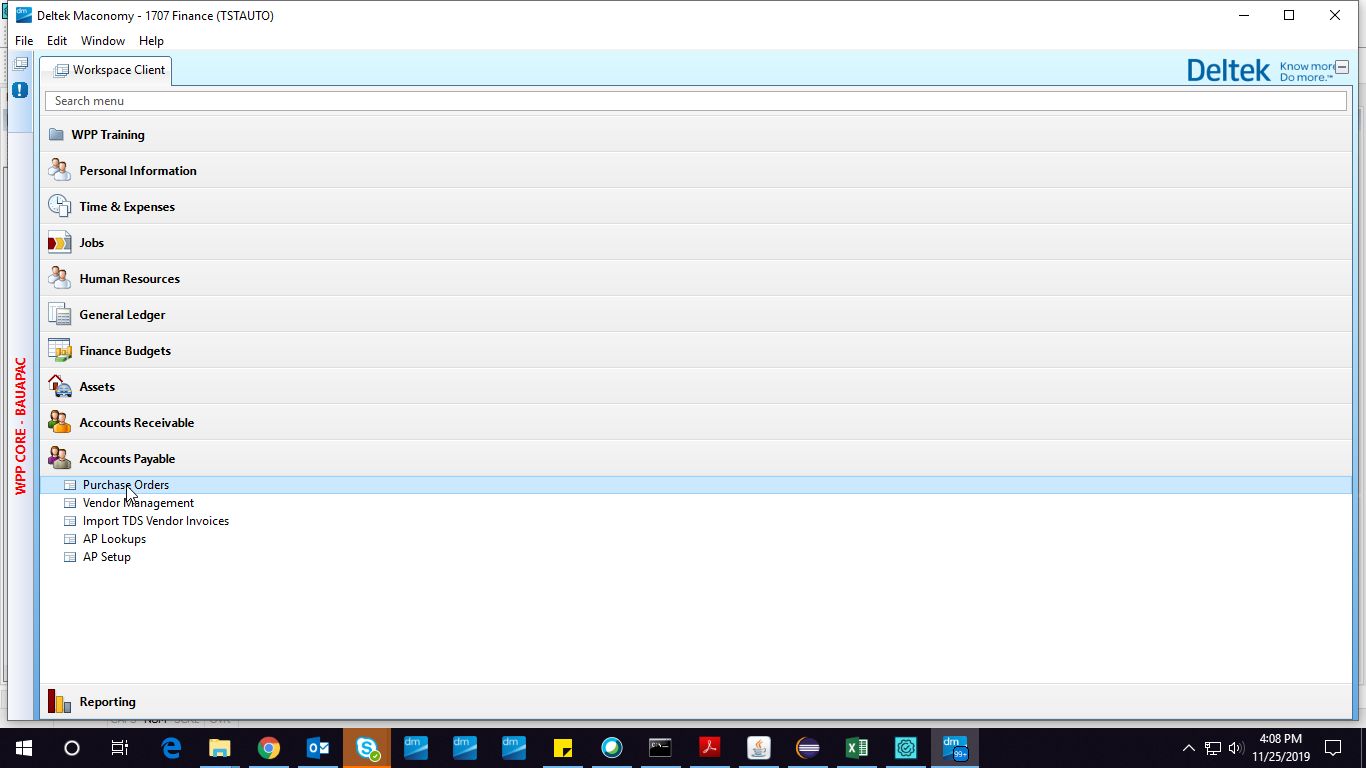 Deltek Maconomy - 1707 Finance (TSTAUTO)
File Edit Window Help
Workspace Client
Deltek Know more
Do more.™
Search menu
WPP Training
Personal Information
Time & Expenses
Jobs
Human Resources
General Ledger
Finance Budgets
Assets
Accounts Receivable
Accounts Payable
Purchase Orders
Vendor Management
Import TDS Vendor Invoices
AP Lookups
AP Setup
Reporting
WPP CORE - BAUAPAC
4:08 PM
11/25/2019
dm
99+